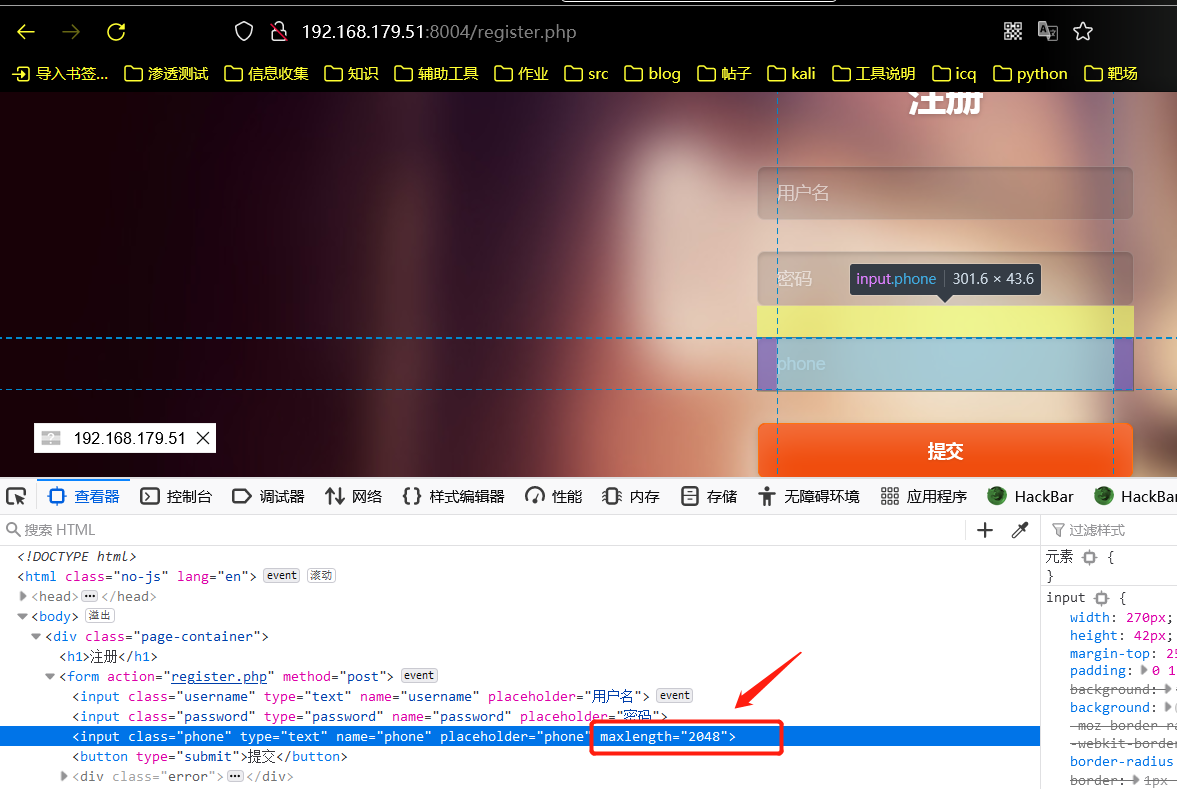 192.168.179.51:8004/register.php
导入书签... 渗透测试 信息收集 知识 辅助工具 作业 src blog 帖子 kali 工具说明 icq python 靶场
注册
用户名
密码
input.phone 301.6 × 43.6
phone
192.168.179.51
提交
查看器 控制台 调试器 网络 样式编辑器 性能 内存 存储 无障碍环境 应用程序 HackBar HackBar
搜索 HTML
过滤样式
<!DOCTYPE html>
<html class="no-js" lang="en"> event 滚动
<head> ••• </head>
<body> 溢出
<div class="page-container">
<h1>注册</h1>
<form action="register.php" method="post"> event
<input class="username" type="text" name="username" placeholder="用户名"> event
<input class="password" type="password" name="password" placeholder="密码">
<input class="phone" type="text" name="phone" placeholder="phone" maxlength="2048">
<button type="submit">提交</button>
<div class="error"> ••• </div>
元素 {
}
input {
width: 270px;
height: 42px;
margin-top: 25
padding: 0 1
background:
background:
-moz-border-ra
-webkit-border
border-radius
border: 1px